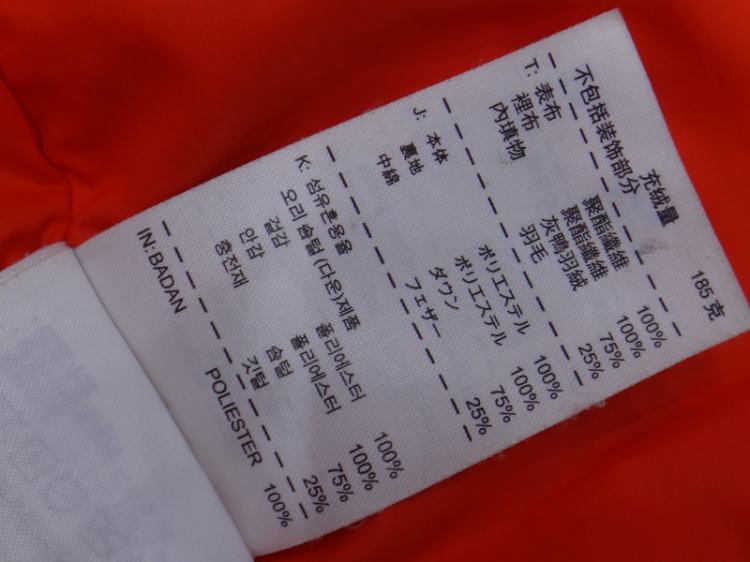 充绒量 185 克
不包括装饰部分
T: 表布 聚酯纖維 100%
裡布 聚酯纖維 100%
內填物 灰鴨羽絨 75%
羽毛 25%
J: 本体 ポリエステル 100%
裏地 ポリエステル 100%
中綿 ダウン 75%
フェザー 25%
K: 섬유혼용율
오리 솜털 (다운)제품
겉감 폴리에스터 100%
안감 폴리에스터 100%
충전재 솜털 75%
깃털 25%
IN: BADAN POLIESTER 100%